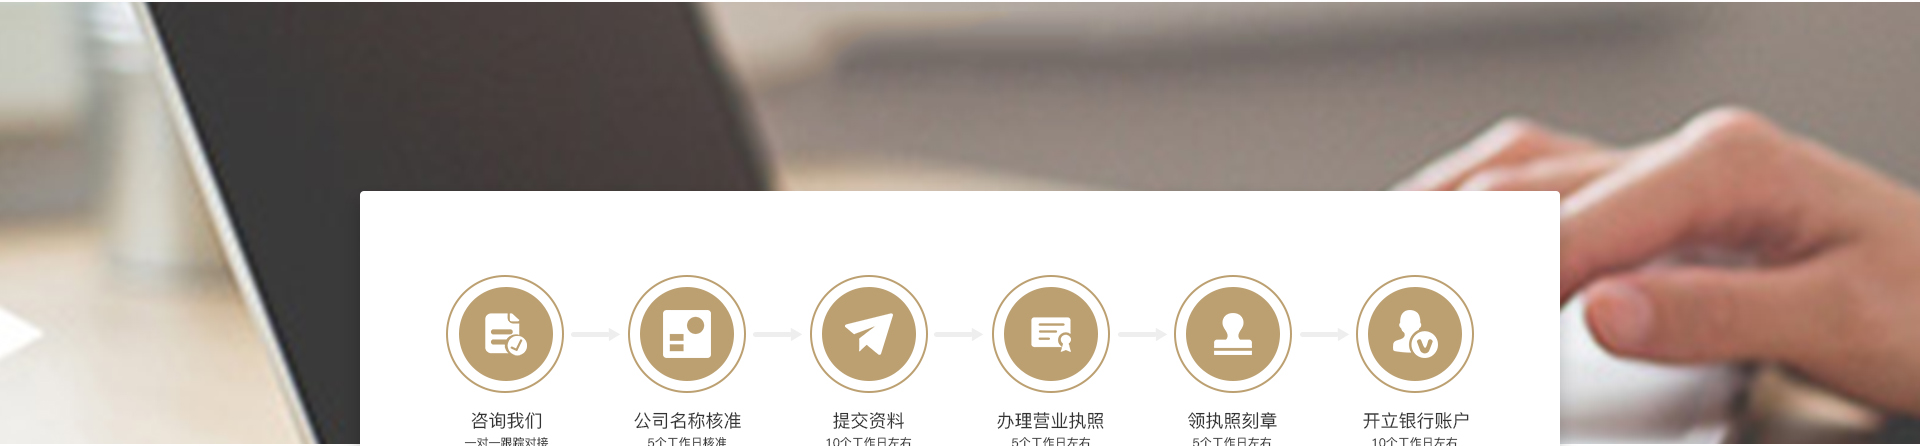 咨询我们
公司名称核准
提交资料
办理营业执照
领执照刻章
开立银行账户
一对一跟踪对接
5个工作日核准
10个工作日左右
5个工作日左右
5个工作日左右
10个工作日左右